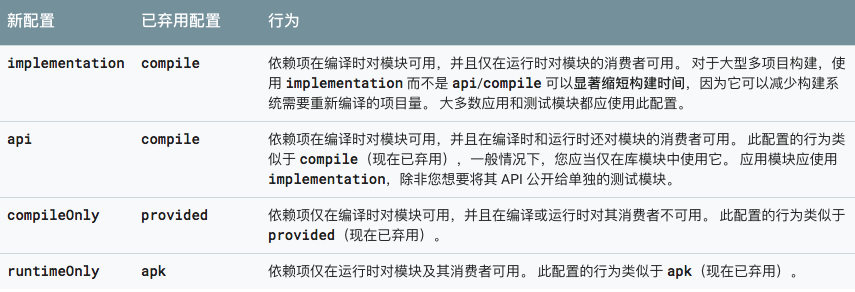 新配置 已弃用配置 行为
implementation compile 依赖项在编译时对模块可用，并且仅在运行时对模块的消费者可用。 对于大型多项目构建，使
用 implementation 而不是 api/compile 可以显著缩短构建时间，因为它可以减少构建系
统需要重新编译的项目量。 大多数应用和测试模块都应使用此配置。
api compile 依赖项在编译时对模块可用，并且在编译时和运行时还对模块的消费者可用。 此配置的行为类
似于 compile（现在已弃用），一般情况下，您应当仅在库模块中使用它。 应用模块应使用
implementation，除非您想要将其 API 公开给单独的测试模块。
compileOnly provided 依赖项仅在编译时对模块可用，并且在编译或运行时对其消费者不可用。 此配置的行为类似于
provided（现在已弃用）。
runtimeOnly apk 依赖项仅在运行时对模块及其消费者可用。 此配置的行为类似于 apk（现在已弃用）。